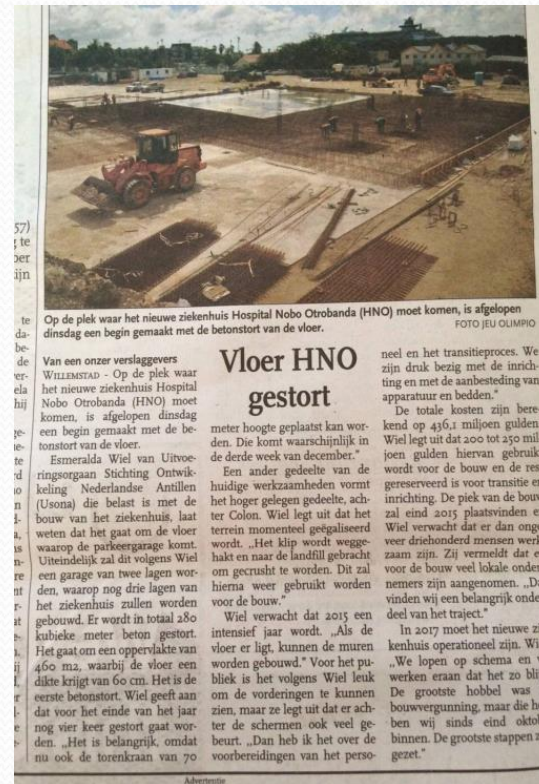 57)
te
Op de plek waar het nieuwe ziekenhuis Hospital Nobo Otrobanda (HNO) moet komen, is afgelopen
dinsdag een begin gemaakt met de betonstort van de vloer.
FOTO JEU OLIMPIO
Van een onzer verslaggevers
WILLEMSTAD - Op de plek waar
het nieuwe ziekenhuis Hospital
Nobo Otrobanda (HNO) moet
komen, is afgelopen dinsdag
een begin gemaakt met de be-
tonstort van de vloer.
Esmeralda Wiel van Uitvoe-
ringsorgaan Stichting Ontwik-
keling Nederlandse Antillen
(Usona) die belast is met de
bouw van het ziekenhuis, laat
weten dat het gaat om de vloer
waarop de parkeergarage komt.
Uiteindelijk zal dit volgens Wiel
een garage van twee lagen wor-
den, waarop nog drie lagen van
het ziekenhuis zullen worden
gebouwd. Er wordt in totaal 280
kubieke meter beton gestort.
Het gaat om een oppervlakte van
460 m2, waarbij de vloer een
dikte krijgt van 60 cm. Het is de
eerste betonstort. Wiel geeft aan
dat voor het einde van het jaar
nog vier keer gestort gaat wor-
den. „Het is belangrijk, omdat
nu ook de torenkraan van 70
Vloer HNO
gestort
meter hoogte geplaatst kan wor-
den. Die komt waarschijnlijk in
de derde week van december."
Een ander gedeelte van de
huidige werkzaamheden vormt
het hoger gelegen gedeelte, ach-
ter Colon. Wiel legt uit dat het
terrein momenteel geëgaliseerd
wordt. „Het klip wordt wegge-
hakt en naar de landfill gebracht
om gecrusht te worden. Dit zal
hierna weer gebruikt worden
voor de bouw."
Wiel verwacht dat 2015 een
intensief jaar wordt. „Als de
vloer er ligt, kunnen de muren
worden gebouwd." Voor het pu-
bliek is het volgens Wiel leuk
om de vorderingen te kunnen
zien, maar ze legt uit dat er ach-
ter de schermen ook veel ge-
beurt. „Dan heb ik het over de
voorbereidingen van het perso-
neel en het transitieproces. We
zijn druk bezig met de inrich-
ting en met de aanbesteding van
apparatuur en bedden."
De totale kosten zijn bere-
kend op 436,1 miljoen gulden.
Wiel legt uit dat 200 tot 250 mil-
joen gulden hiervan gebruik
wordt voor de bouw en de res
gereserveerd is voor transitie e
inrichting. De piek van de bouw
zal eind 2015 plaatsvinden e
Wiel verwacht dat er dan onge
veer driehonderd mensen werk
zaam zijn. Zij vermeldt dat e
voor de bouw veel lokale onder
nemers zijn aangenomen. „Da
vinden wij een belangrijk onder
deel van het traject."
In 2017 moet het nieuwe zi
kenhuis operationeel zijn. Wi
„We lopen op schema en
werken eraan dat het zo bli
De grootste hobbel was
bouwvergunning, maar die h
ben wij sinds eind oktob
binnen. De grootste stappen z
gezet."
Advertentie